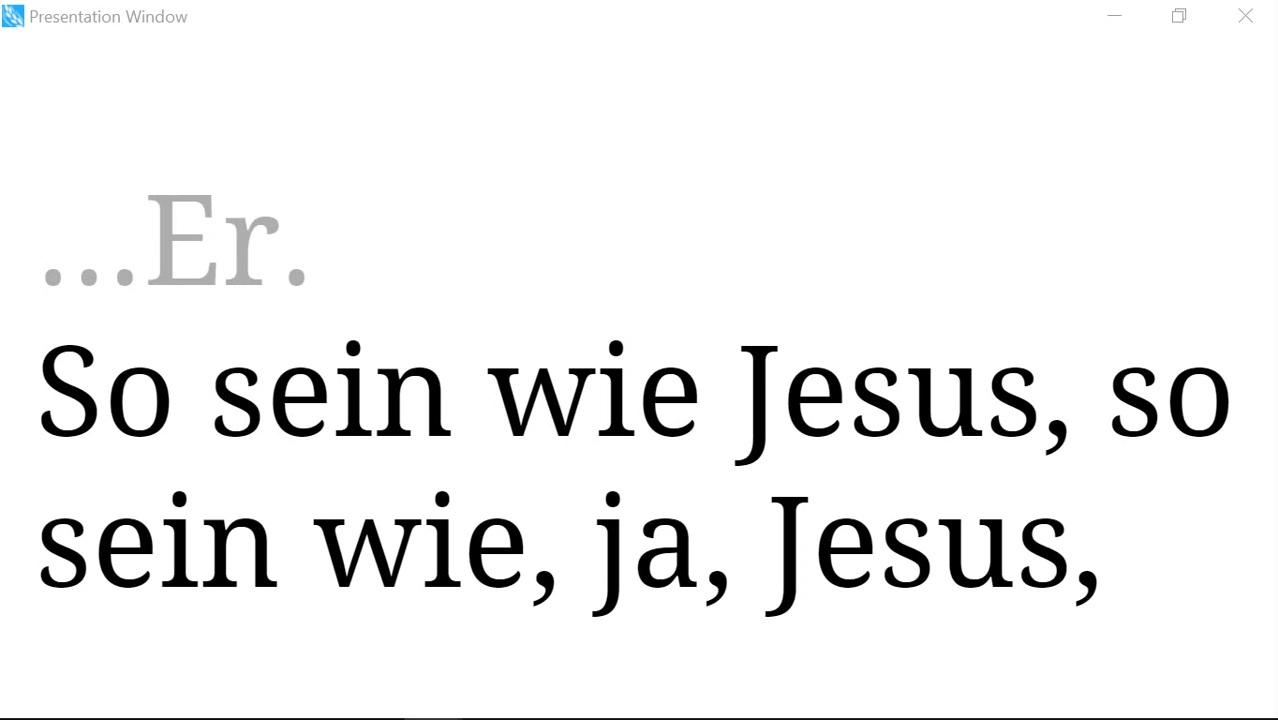 Presentation Window
...Er.
So sein wie Jesus, so
sein wie, ja, Jesus,